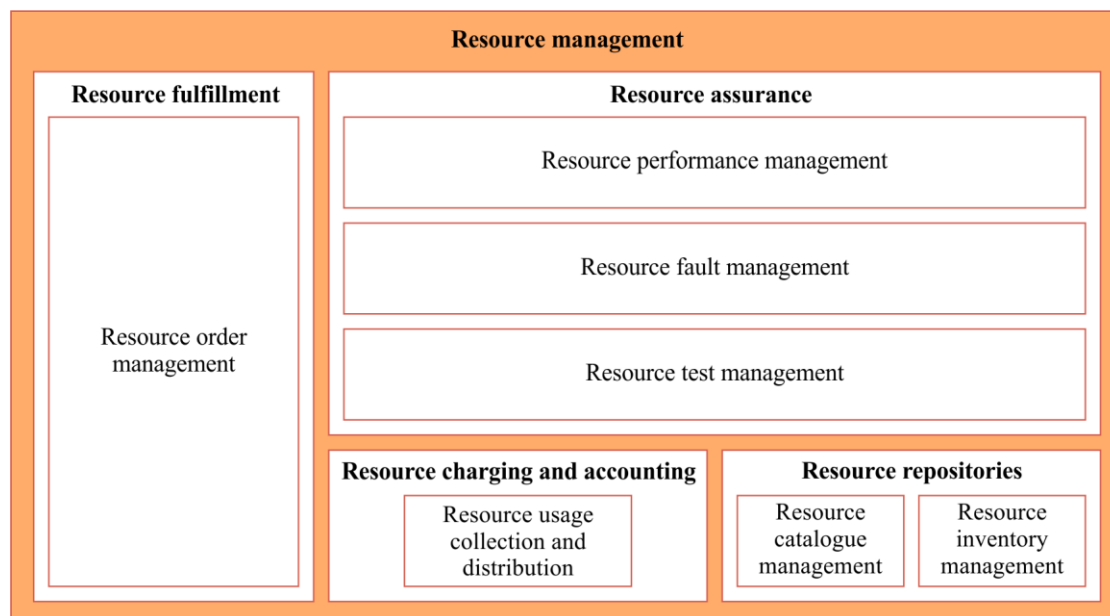 Resource management
Resource fulfillment
Resource order
management
Resource assurance
Resource performance management
Resource fault management
Resource test management
Resource charging and accounting
Resource usage
collection and
distribution
Resource repositories
Resource
catalogue
management
Resource
inventory
management